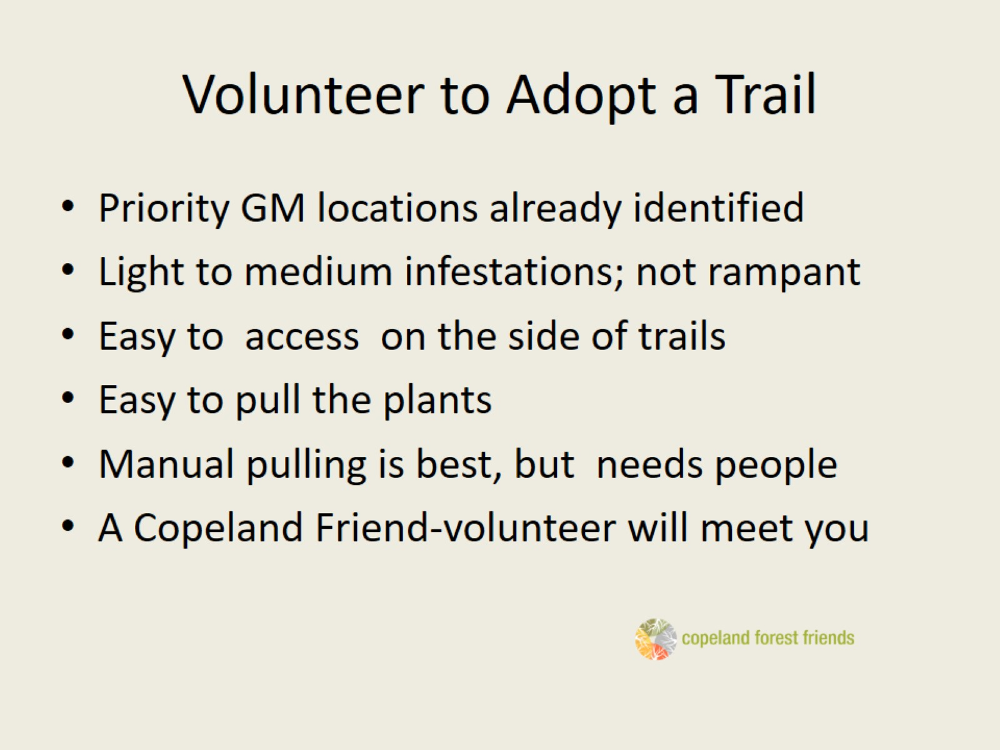 Volunteer to Adopt a Trail
• Priority GM locations already identified
• Light to medium infestations; not rampant
• Easy to  access  on the side of trails
• Easy to pull the plants
• Manual pulling is best, but  needs people
• A Copeland Friend-volunteer will meet you
copeland forest friends